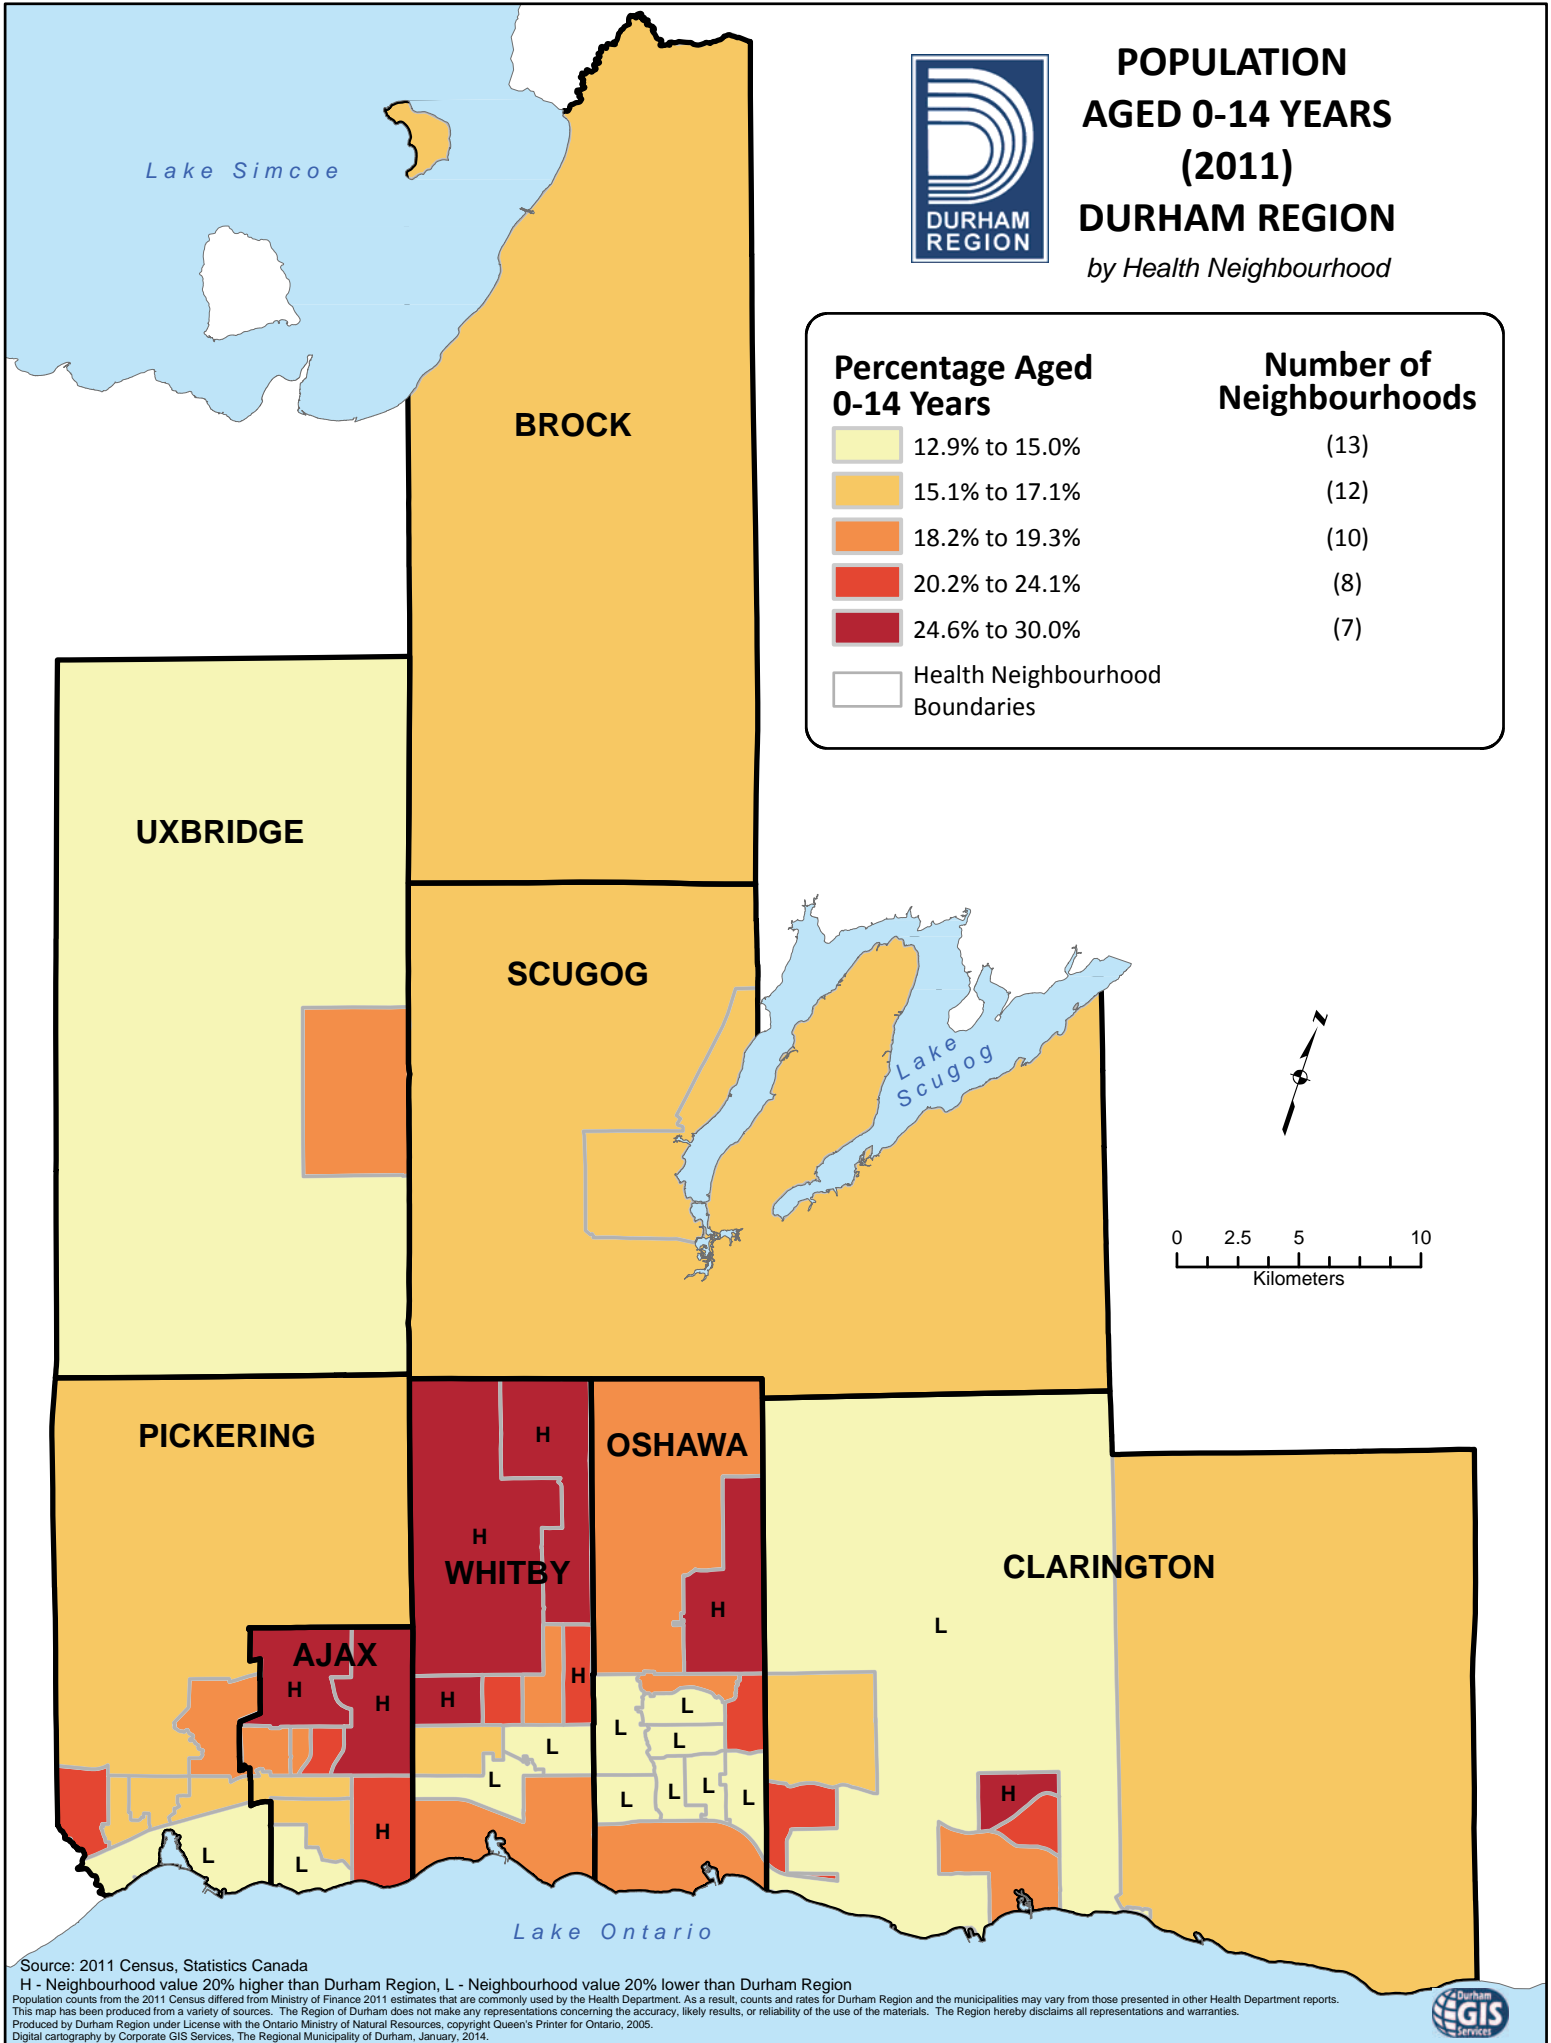 POPULATION
AGED 0-14 YEARS
(2011)
DURHAM REGION
by Health Neighbourhood
DURHAM
REGION
Percentage Aged
0-14 Years
Number of
Neighbourhoods
12.9% to 15.0% (13)
15.1% to 17.1% (12)
18.2% to 19.3% (10)
20.2% to 24.1% (8)
24.6% to 30.0% (7)
Health Neighbourhood
Boundaries
Lake Simcoe
BROCK
UXBRIDGE
SCUGOG
Lake
Scugog
N
0 2.5 5 10
Kilometers
PICKERING
H
OSHAWA
H
WHITBY
CLARINGTON
H
L
AJAX
H
H
H
H
L
L
L
L
L
L
H
L
L
L
L
H
L
L
Lake Ontario
Source: 2011 Census, Statistics Canada
H - Neighbourhood value 20% higher than Durham Region, L - Neighbourhood value 20% lower than Durham Region
Population counts from the 2011 Census differed from Ministry of Finance 2011 estimates that are commonly used by the Health Department. As a result, counts and rates for Durham Region and the municipalities may vary from those presented in other Health Department reports.
This map has been produced from a variety of sources. The Region of Durham does not make any representations concerning the accuracy, likely results, or reliability of the use of the materials. The Region hereby disclaims all representations and warranties.
Produced by Durham Region under License with the Ontario Ministry of Natural Resources, copyright Queen's Printer for Ontario, 2005.
Digital cartography by Corporate GIS Services, The Regional Municipality of Durham, January, 2014.
Durham
GIS
Services